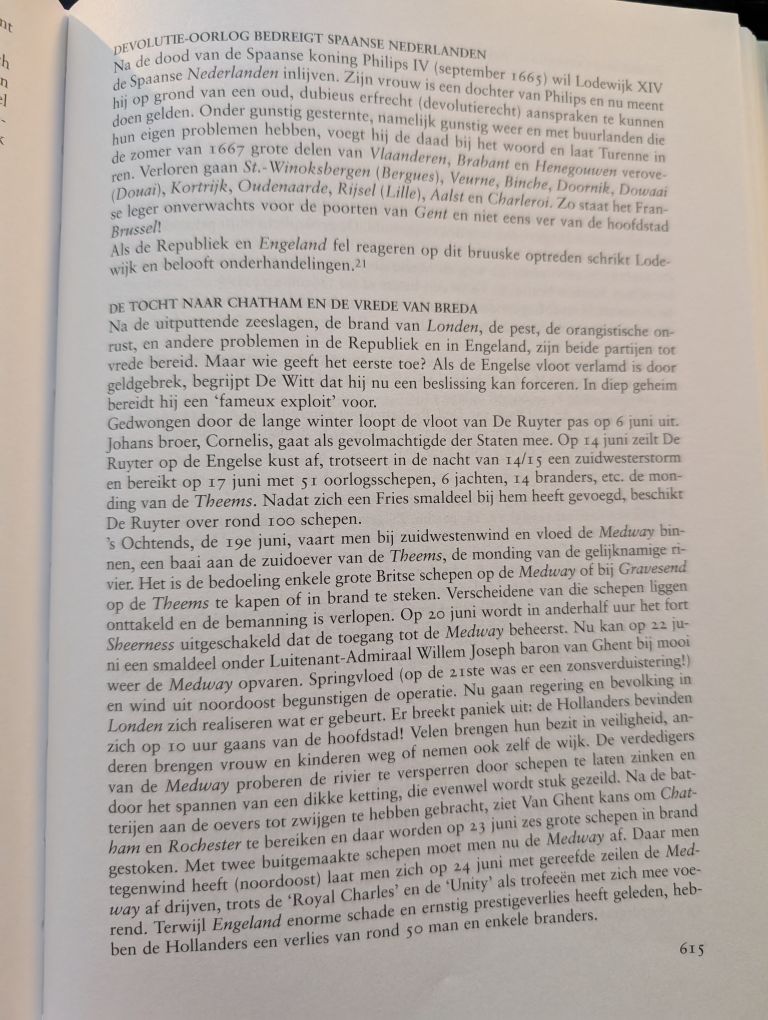 DEVOLUTIE-OORLOG BEDREIGT SPAANSE NEDERLANDEN
Na de dood van de Spaanse koning Philips IV (september 1665) wil Lodewijk XIV
de Spaanse Nederlanden inlijven. Zijn vrouw is een dochter van Philips en nu meent
hij op grond van een oud, dubieus erfrecht (devolutierecht) aanspraken te kunnen
doen gelden. Onder gunstig gesternte, namelijk gunstig weer en met buurlanden die
hun eigen problemen hebben, voegt hij de daad bij het woord en laat Turenne in
de zomer van 1667 grote delen van Vlaanderen, Brabant en Henegouwen verove-
ren. Verloren gaan St.-Winoksbergen (Bergues), Veurne, Binche, Doornik, Dowaai
(Douai), Kortrijk, Oudenaarde, Rijsel (Lille), Aalst en Charleroi. Zo staat het Fran-
se leger onverwachts voor de poorten van Gent en niet eens ver van de hoofdstad
Brussel!
Als de Republiek en Engeland fel reageren op dit bruuske optreden schrikt Lode-
wijk en belooft onderhandelingen.21
DE TOCHT NAAR CHATHAM EN DE VREDE VAN BREDA
Na de uitputtende zeeslagen, de brand van Londen, de pest, de orangistische on-
rust, en andere problemen in de Republiek en in Engeland, zijn beide partijen tot
vrede bereid. Maar wie geeft het eerste toe? Als de Engelse vloot verlamd is door
geldgebrek, begrijpt De Witt dat hij nu een beslissing kan forceren. In diep geheim
bereidt hij een ‘fameux exploit’ voor.
Gedwongen door de lange winter loopt de vloot van De Ruyter pas op 6 juni uit.
Johans broer, Cornelis, gaat als gevolmachtigde der Staten mee. Op 14 juni zeilt De
Ruyter op de Engelse kust af, trotseert in de nacht van 14/15 een zuidwesterstorm
en bereikt op 17 juni met 51 oorlogsschepen, 6 jachten, 14 branders, etc. de mon-
ding van de Theems. Nadat zich een Fries smaldeel bij hem heeft gevoegd, beschikt
De Ruyter over rond 100 schepen.
’s Ochtends, de 19e juni, vaart men bij zuidwestenwind en vloed de Medway bin-
nen, een baai aan de zuidoever van de Theems, de monding van de gelijknamige ri-
vier. Het is de bedoeling enkele grote Britse schepen op de Medway of bij Gravesend
op de Theems te kapen of in brand te steken. Verscheidene van die schepen liggen
onttakeld en de bemanning is verlopen. Op 20 juni wordt in anderhalf uur het fort
Sheerness uitgeschakeld dat de toegang tot de Medway beheerst. Nu kan op 22 ju-
ni een smaldeel onder Luitenant-Admiraal Willem Joseph baron van Ghent bij mooi
weer de Medway opvaren. Springvloed (op de 21ste was er een zonsverduistering!)
en wind uit noordoost begunstigen de operatie. Nu gaan regering en bevolking in
Londen zich realiseren wat er gebeurt. Er breekt paniek uit: de Hollanders bevinden
zich op 10 uur gaans van de hoofdstad! Velen brengen hun bezit in veiligheid, an-
deren brengen vrouw en kinderen weg of nemen ook zelf de wijk. De verdedigers
van de Medway proberen de rivier te versperren door schepen te laten zinken en
door het spannen van een dikke ketting, die evenwel wordt stuk gezeild. Na de bat-
terijen aan de oevers tot zwijgen te hebben gebracht, ziet Van Ghent kans om Chat-
ham en Rochester te bereiken en daar worden op 23 juni zes grote schepen in brand
gestoken. Met twee buitgemaakte schepen moet men nu de Medway af. Daar men
tegenwind heeft (noordoost) laat men zich op 24 juni met gereefde zeilen de Med-
way af drijven, trots de ‘Royal Charles’ en de ‘Unity’ als trofeeën met zich mee voe-
rend. Terwijl Engeland enorme schade en ernstig prestigeverlies heeft geleden, heb-
ben de Hollanders een verlies van rond 50 man en enkele branders.
615